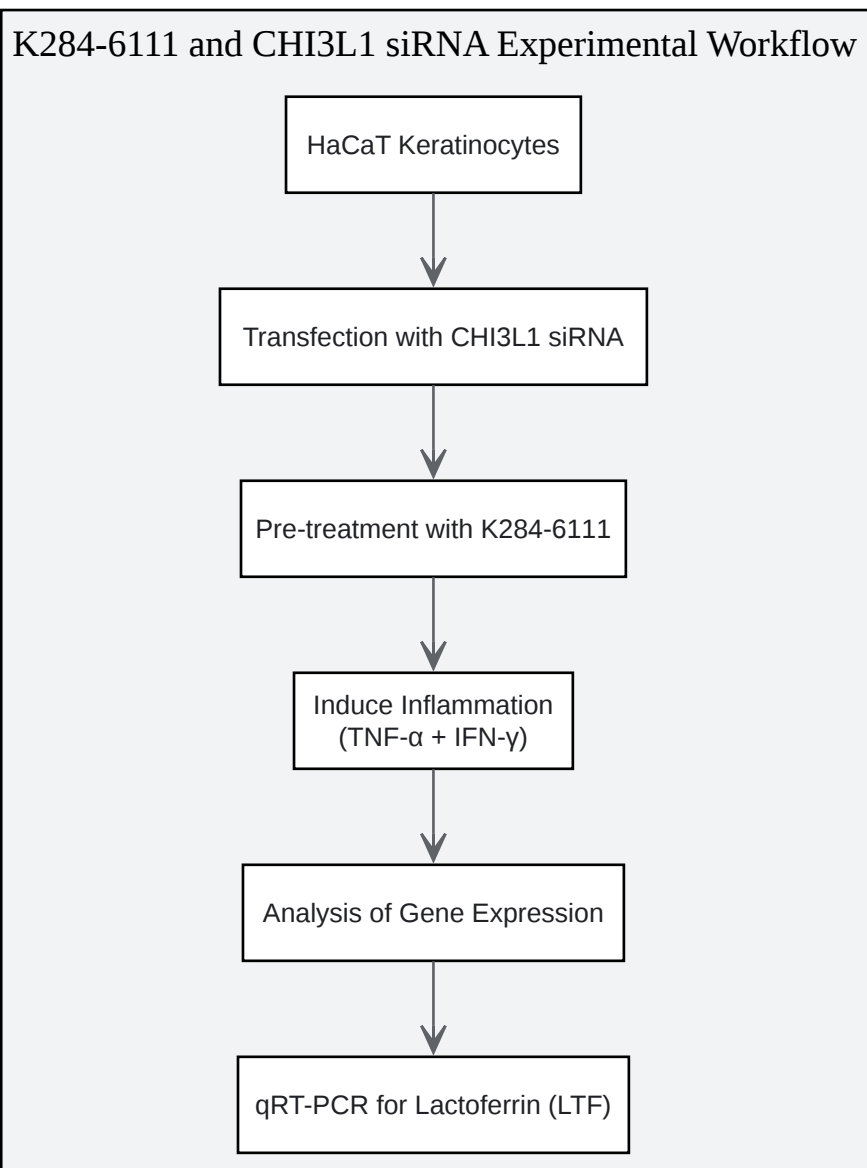 K284-6111 and CHI3L1 siRNA Experimental Workflow
HaCaT Keratinocytes
Transfection with CHI3L1 siRNA
Pre-treatment with K284-6111
Induce Inflammation
(TNF-α + IFN-γ)
Analysis of Gene Expression
qRT-PCR for Lactoferrin (LTF)